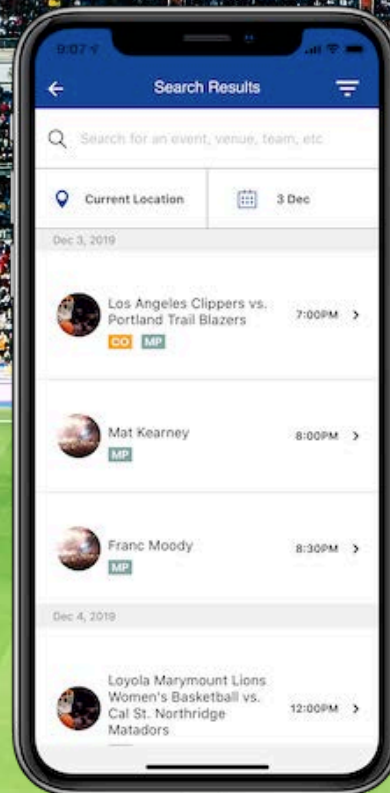 9:07
Search Results
Search for an event, venue, team, etc
Current Location
3 Dec
Dec 3, 2019
Los Angeles Clippers vs.
Portland Trail Blazers
7:00PM
CO MP
Mat Kearney
8:00PM
MP
Franc Moody
8:30PM
MP
Dec 4, 2019
Loyola Marymount Lions
Women's Basketball vs.
Cal St. Northridge
Matadors
12:00PM